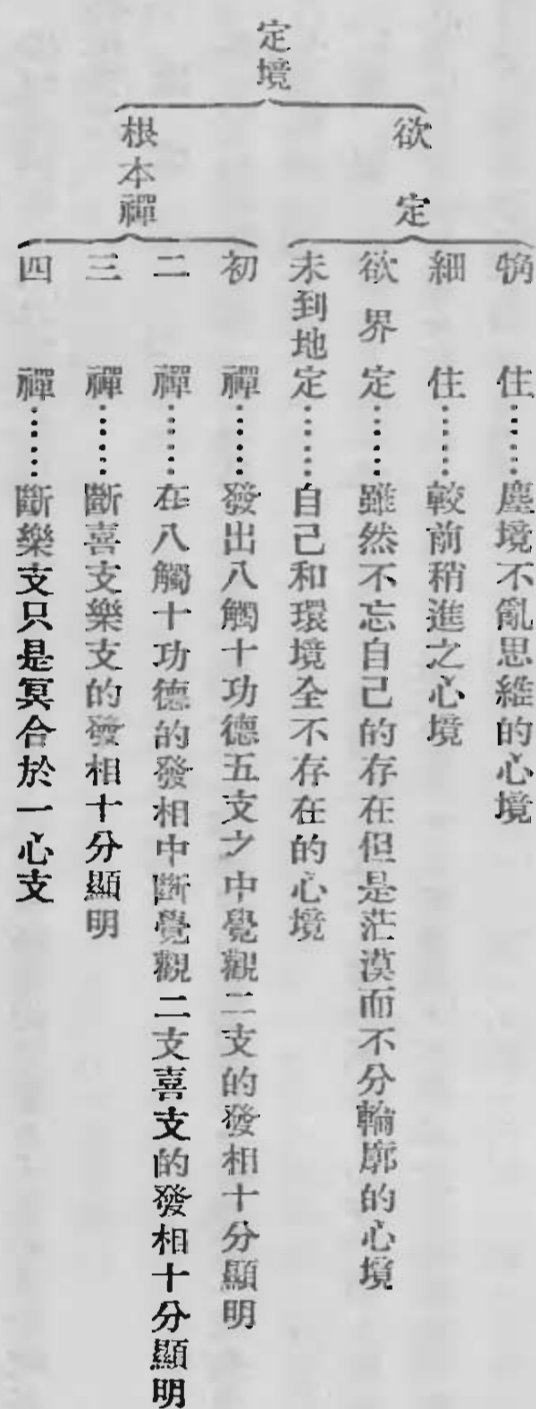 定境
欲定
觕住……塵境不亂思維的心境
細住……較前稍進之心境
欲界定……雖然不忘自己的存在但是茫漠而不分輪廓的心境
未到地定……自己和環境全不存在的心境
根本禪
初禪……發出八觸十功德五支之中覺觀二支的發相十分顯明
二禪……在八觸十功德的發相中斷覺觀二支喜支的發相十分顯明
三禪……斷喜支樂支的發相十分顯明
四禪……斷樂支只是冥合於一心支